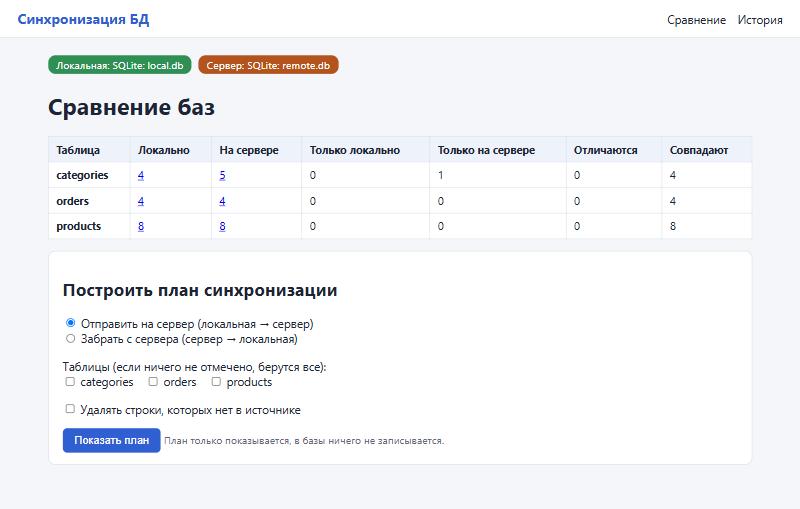 Синхронизация БД Сравнение История
Локальная: SQLite: local.db Сервер: SQLite: remote.db
Сравнение баз
Таблица Локально На сервере Только локально Только на сервере Отличаются Совпадают
categories 4 5 0 1 0 4
orders 4 4 0 0 0 4
products 8 8 0 0 0 8
Построить план синхронизации
Отправить на сервер (локальная → сервер)
Забрать с сервера (сервер → локальная)
Таблицы (если ничего не отмечено, берутся все):
categories orders products
Удалять строки, которых нет в источнике
Показать план План только показывается, в базы ничего не записывается.